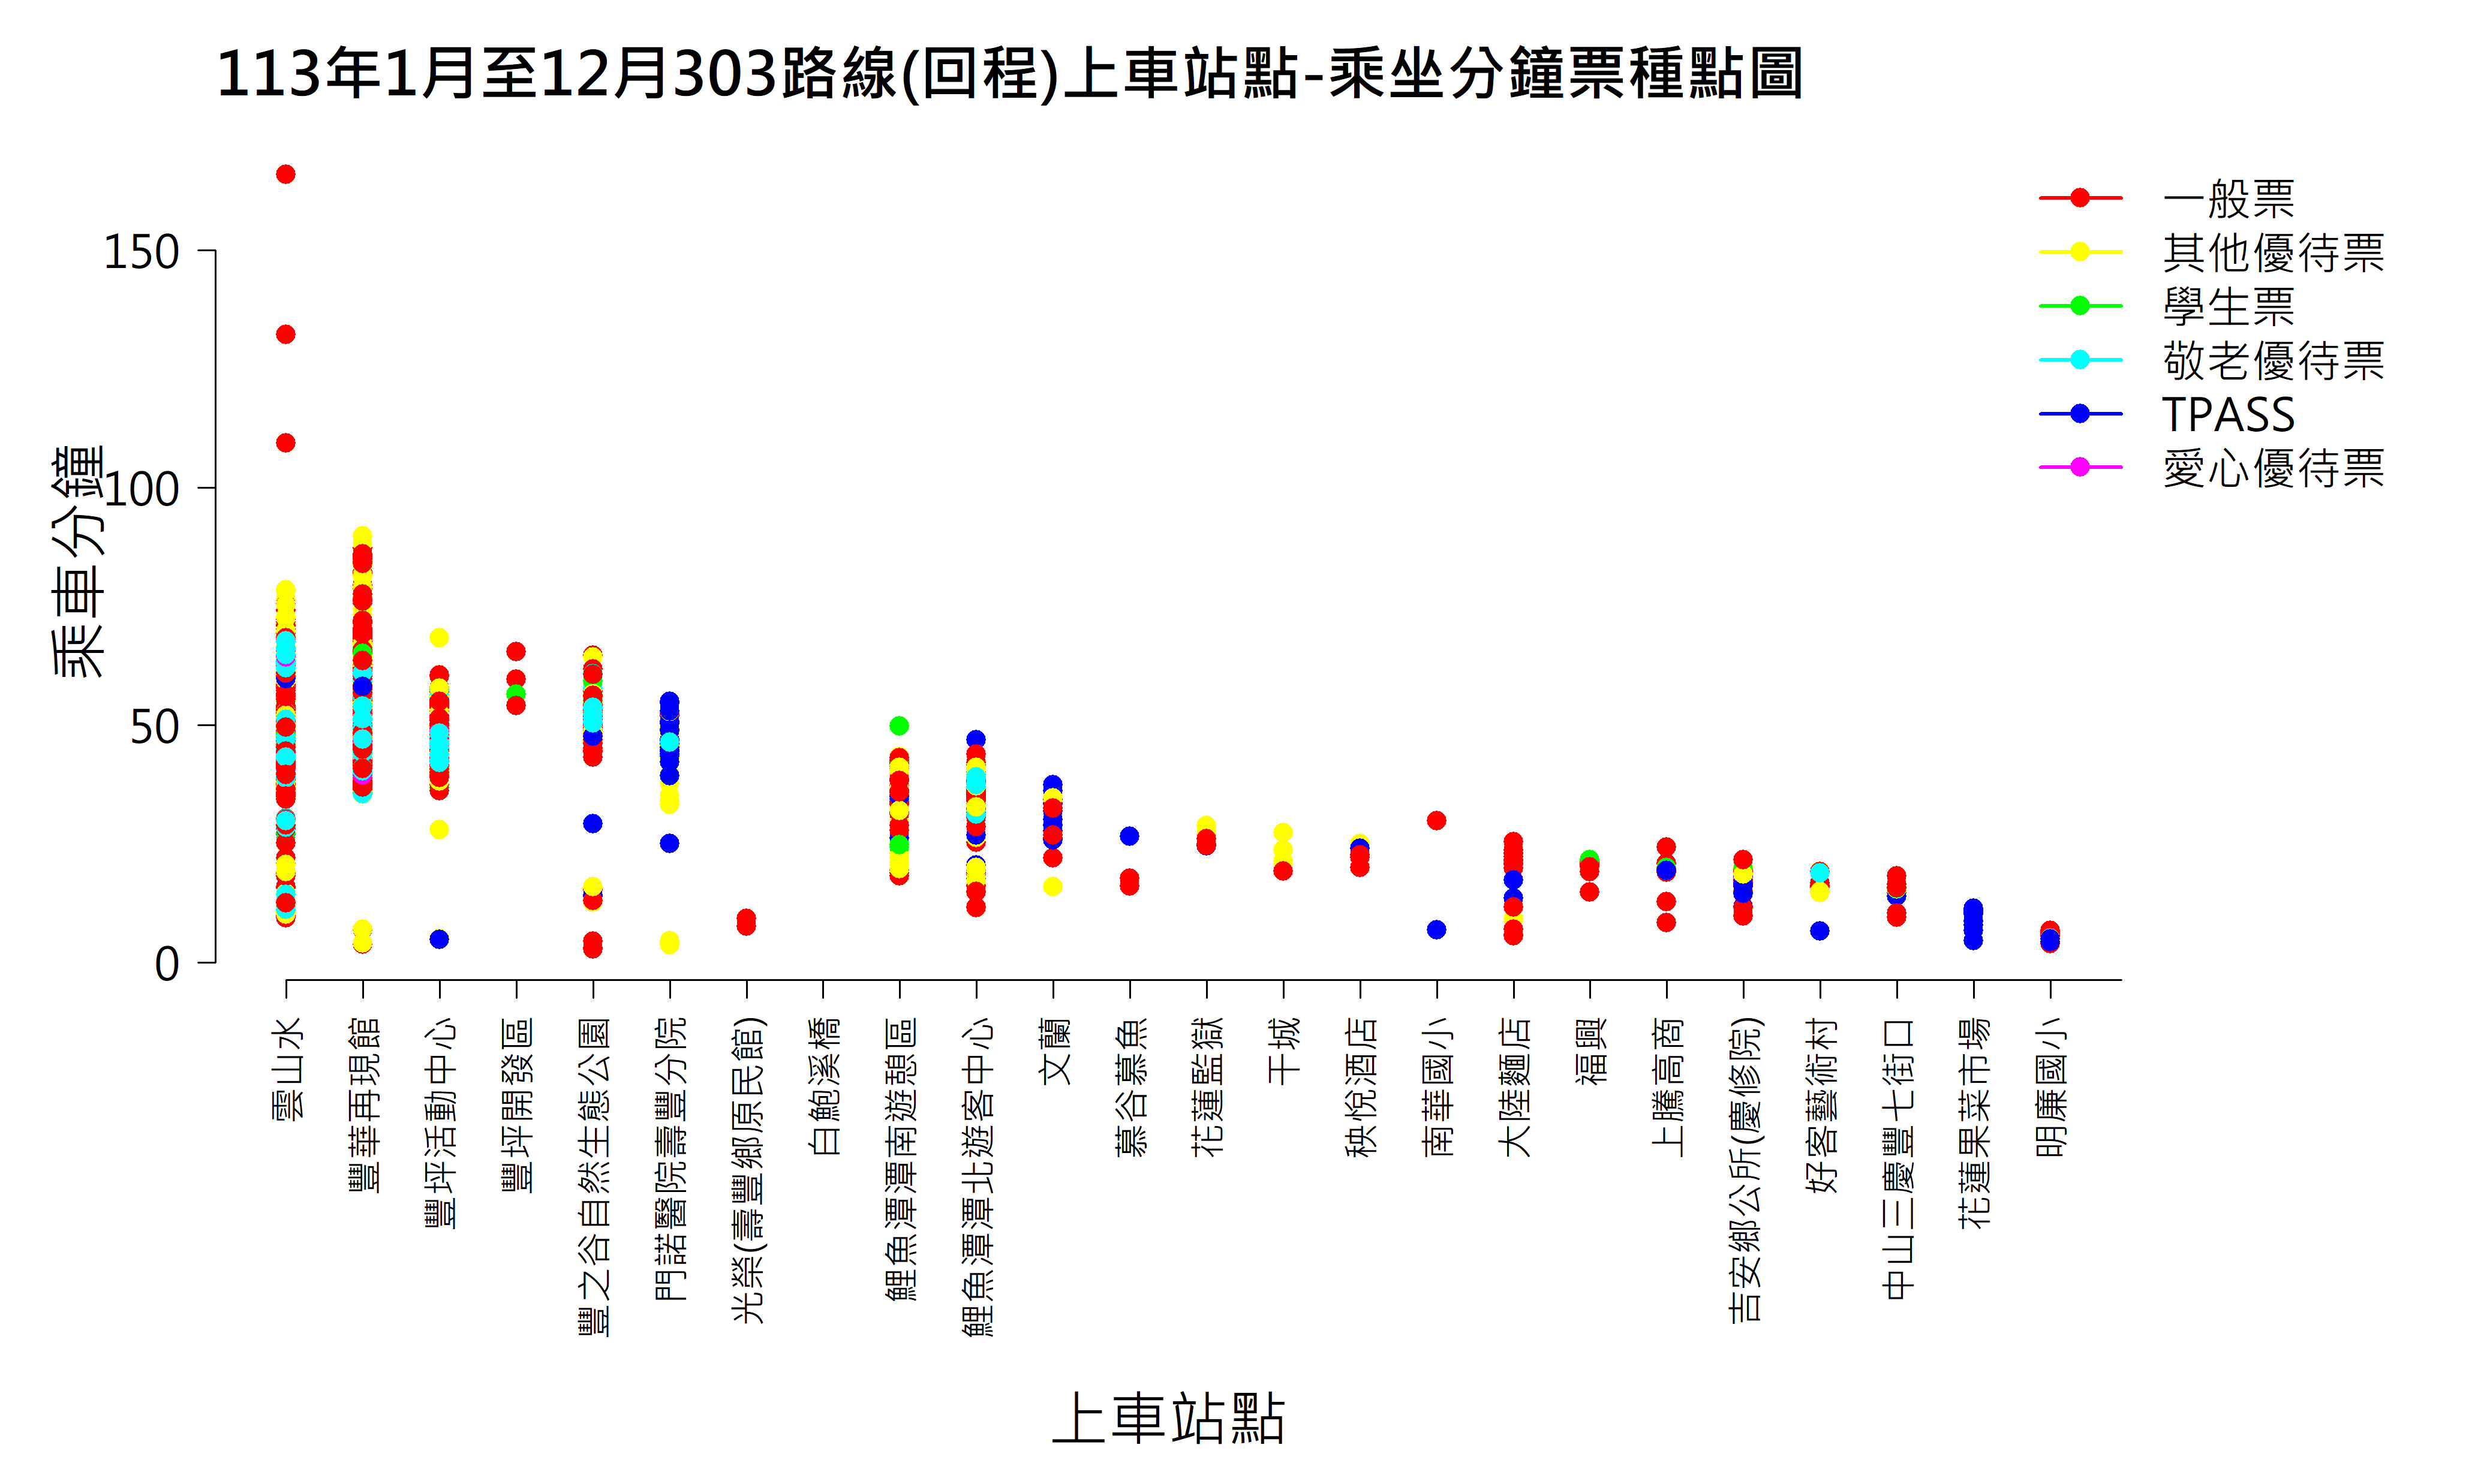 113年1月至12月303路線(回程)上車站點-乘坐分鐘票種點圖
一般票
其他優待票
學生票
敬老優待票
TPASS
愛心優待票
乘車分鐘
150
100
50
0
雲山水
豐華再現館
豐坪活動中心
豐坪開發區
豐之谷自然生態公園
門諾醫院壽豐分院
光榮(壽豐鄉原民館)
白鮑溪橋
鯉魚潭潭南遊憩區
鯉魚潭潭北遊客中心
文蘭
慕谷慕魚
花蓮監獄
干城
秧悅酒店
南華國小
大陸麵店
福興
上騰高商
吉安鄉公所(慶修院)
好客藝術村
中山三慶豐七街口
花蓮果菜市場
明廉國小
上車站點